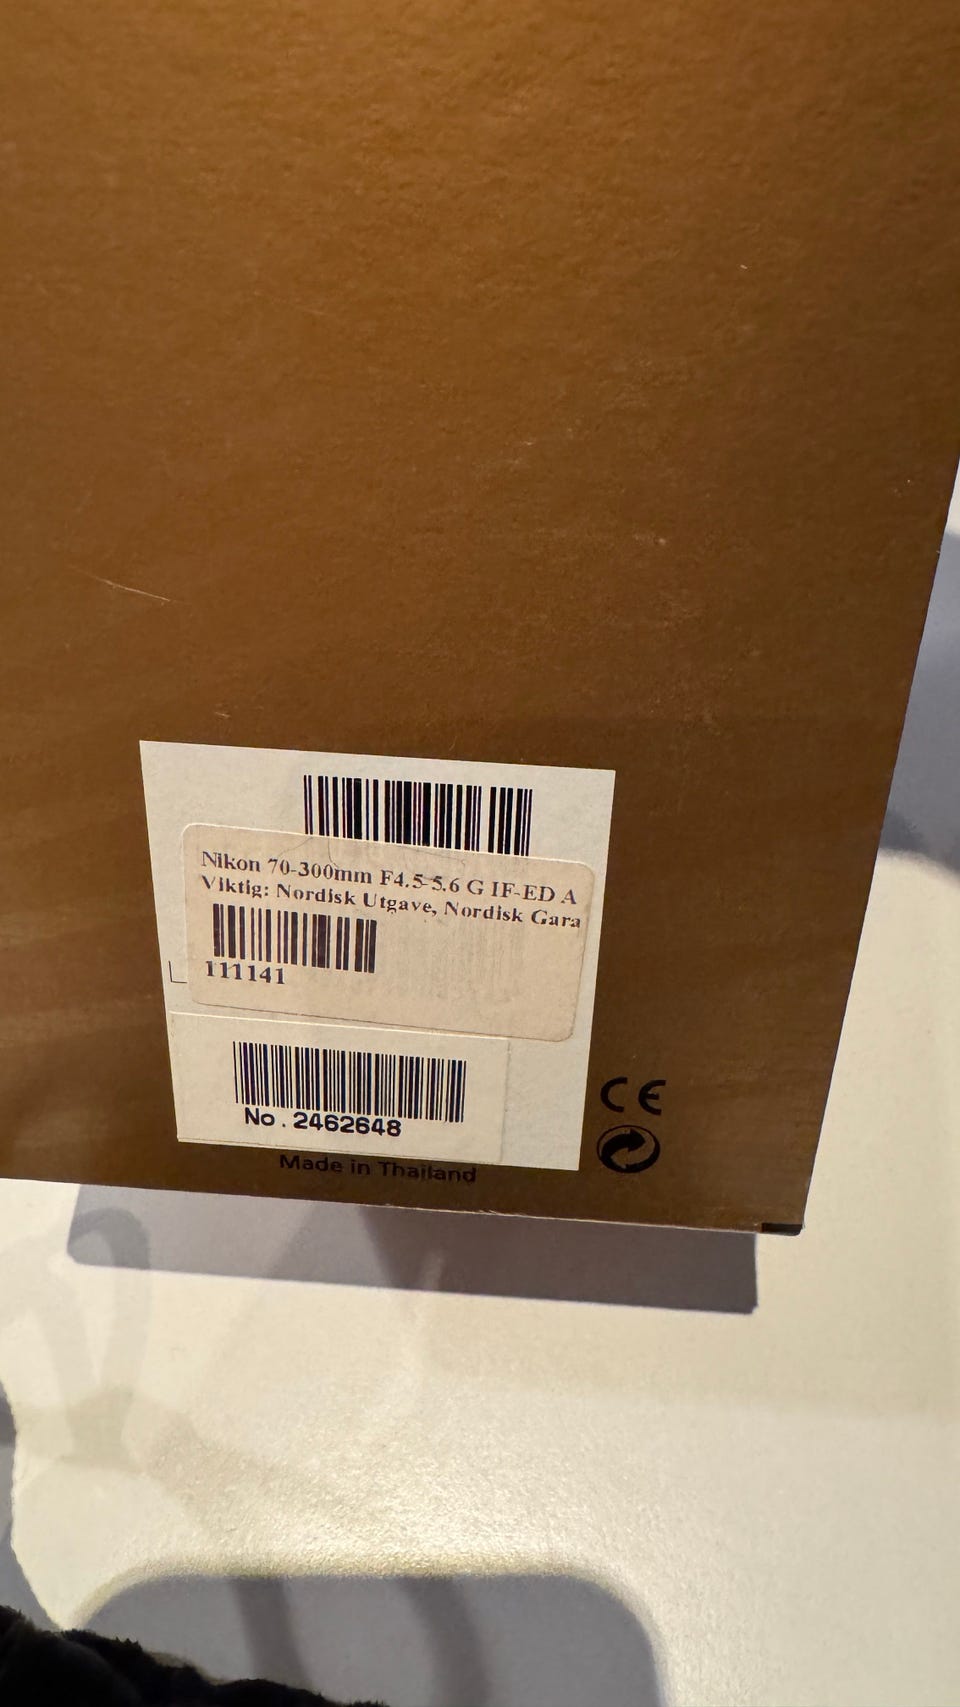 Nikon 70-300mm F4.5-5.6 G IF-ED A
Viktig: Nordisk Utgave, Nordisk Gara
111141
No. 2462648
CE
Made in Thailand